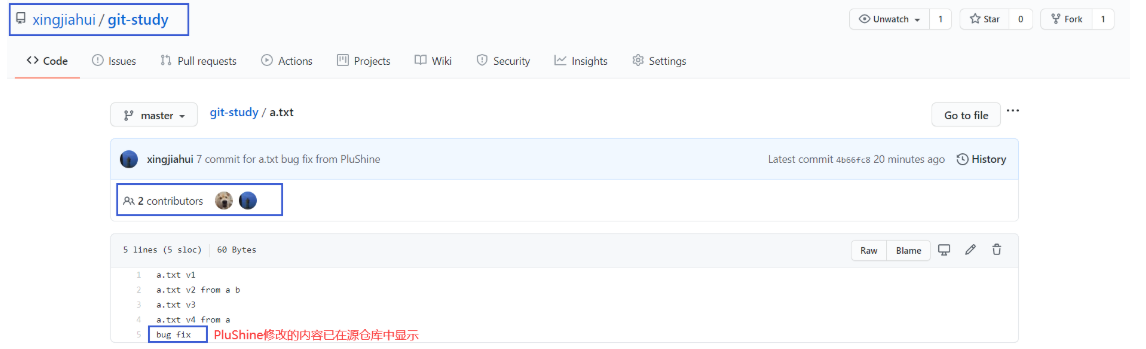 xingjiahui / git-study
Unwatch 1 Star 0 Fork 1
Code Issues Pull requests Actions Projects Wiki Security Insights Settings
master git-study / a.txt Go to file ...
xingjiahui 7 commit for a.txt bug fix from PluShine Latest commit 4b66fc8 20 minutes ago History
2 contributors
5 lines (5 sloc) 60 Bytes Raw Blame
1 a.txt v1
2 a.txt v2 from a b
3 a.txt v3
4 a.txt v4 from a
5 bug fix PluShine修改的内容已在源仓库中显示